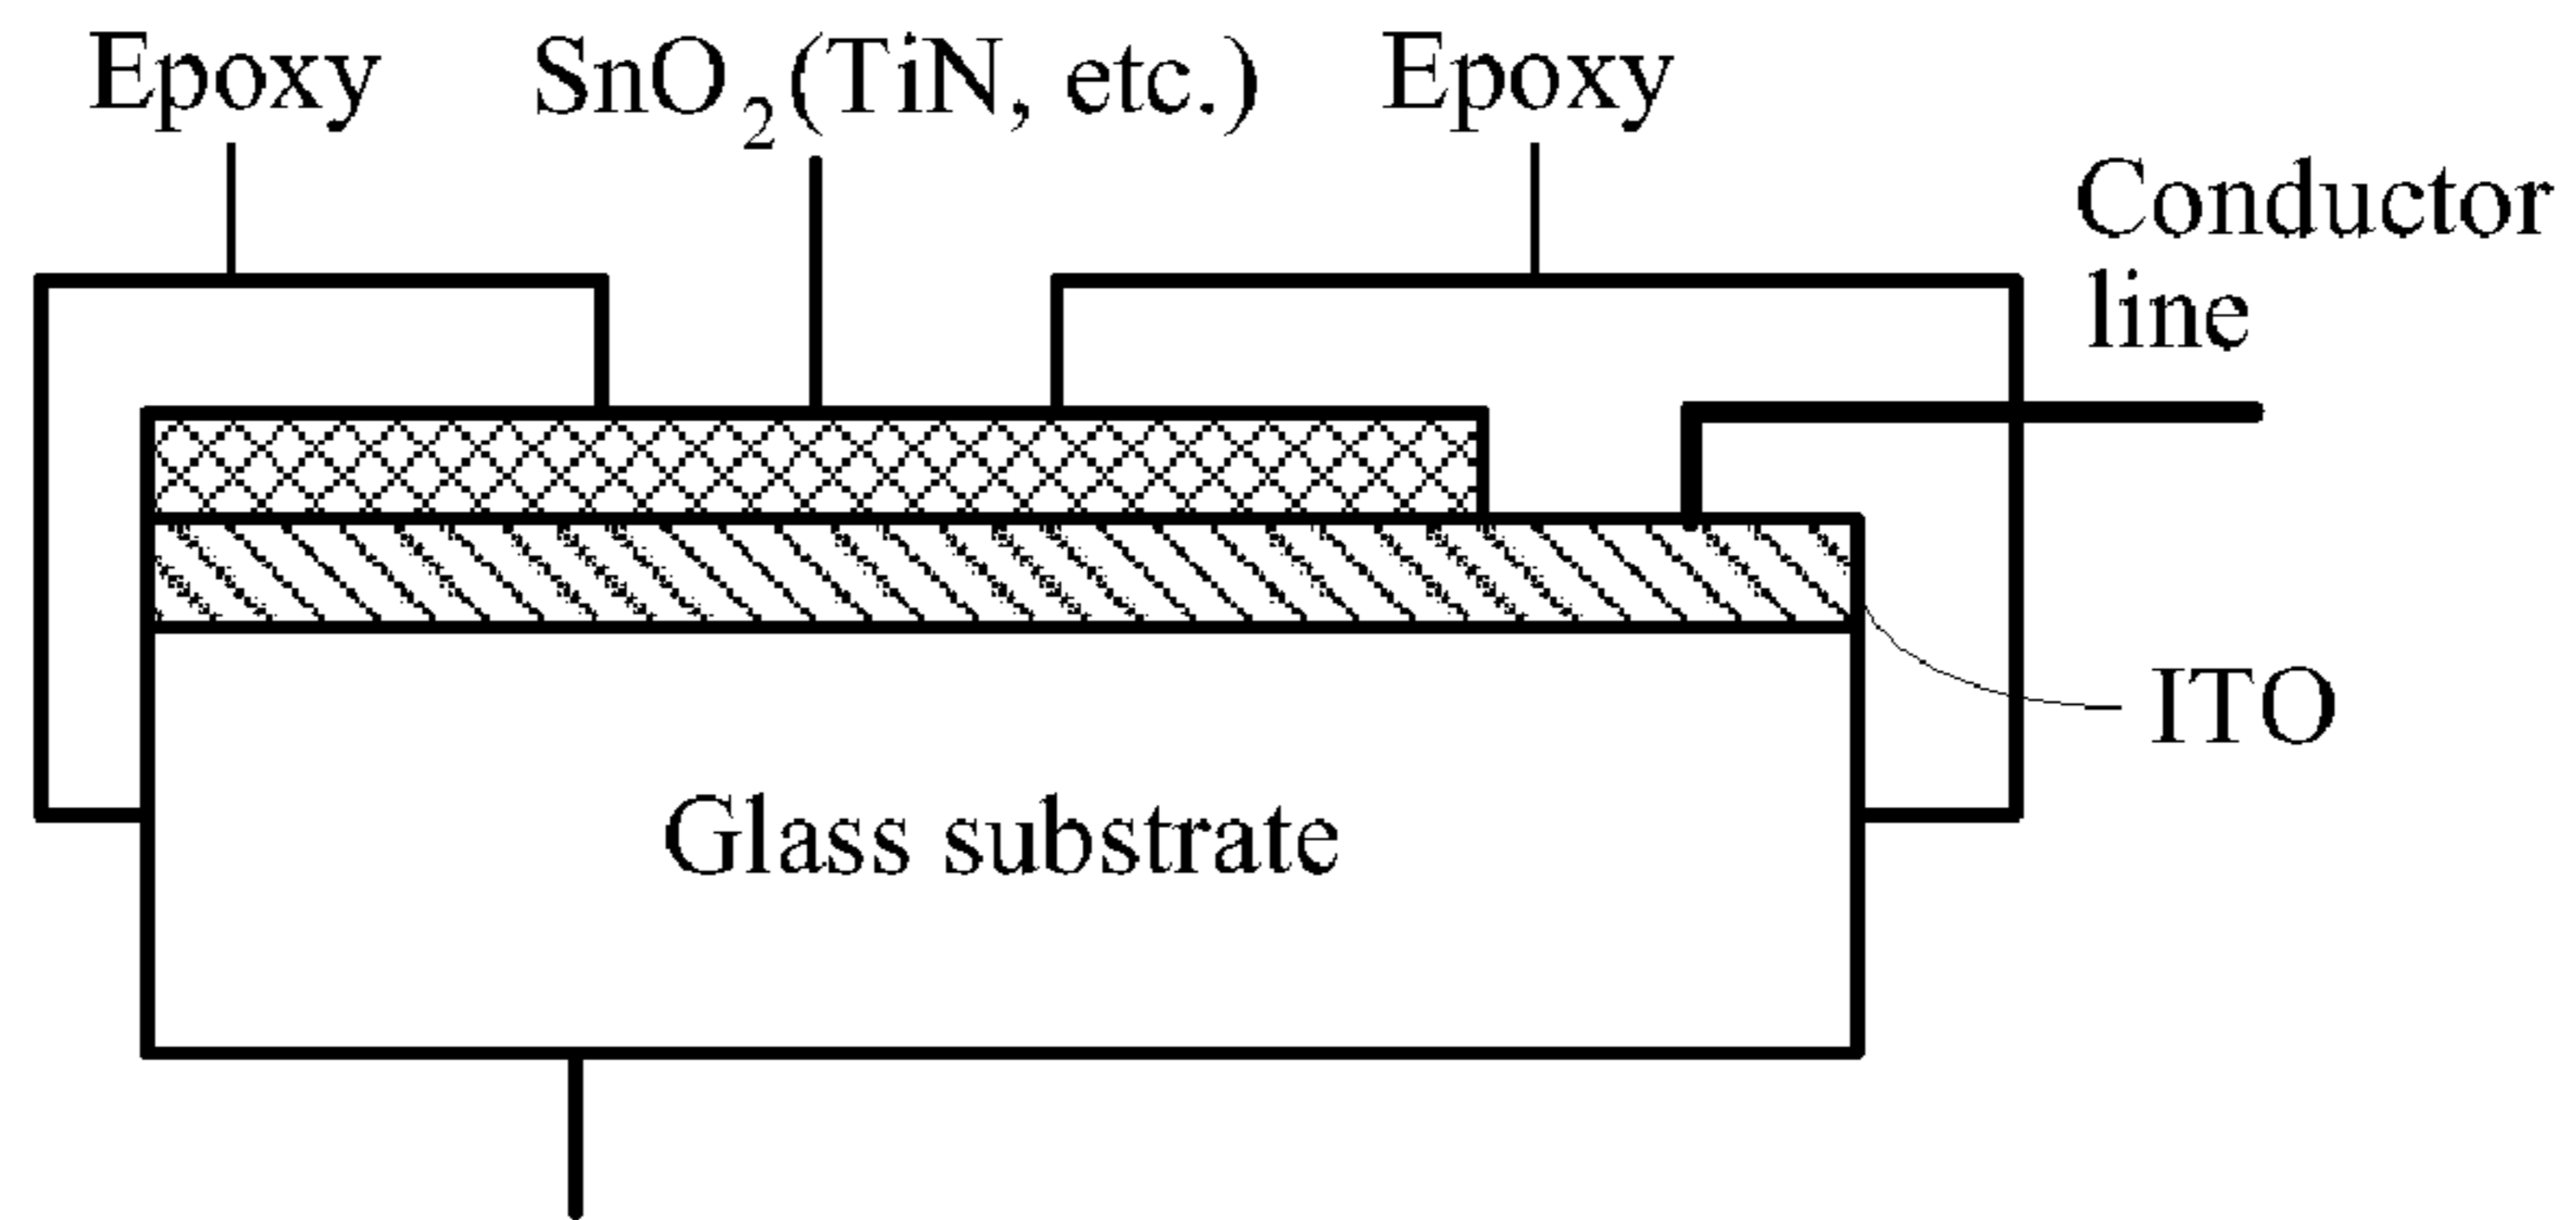 Epoxy
SnO₂(TiN, etc.)
Epoxy
Conductor
line
ITO
Glass substrate